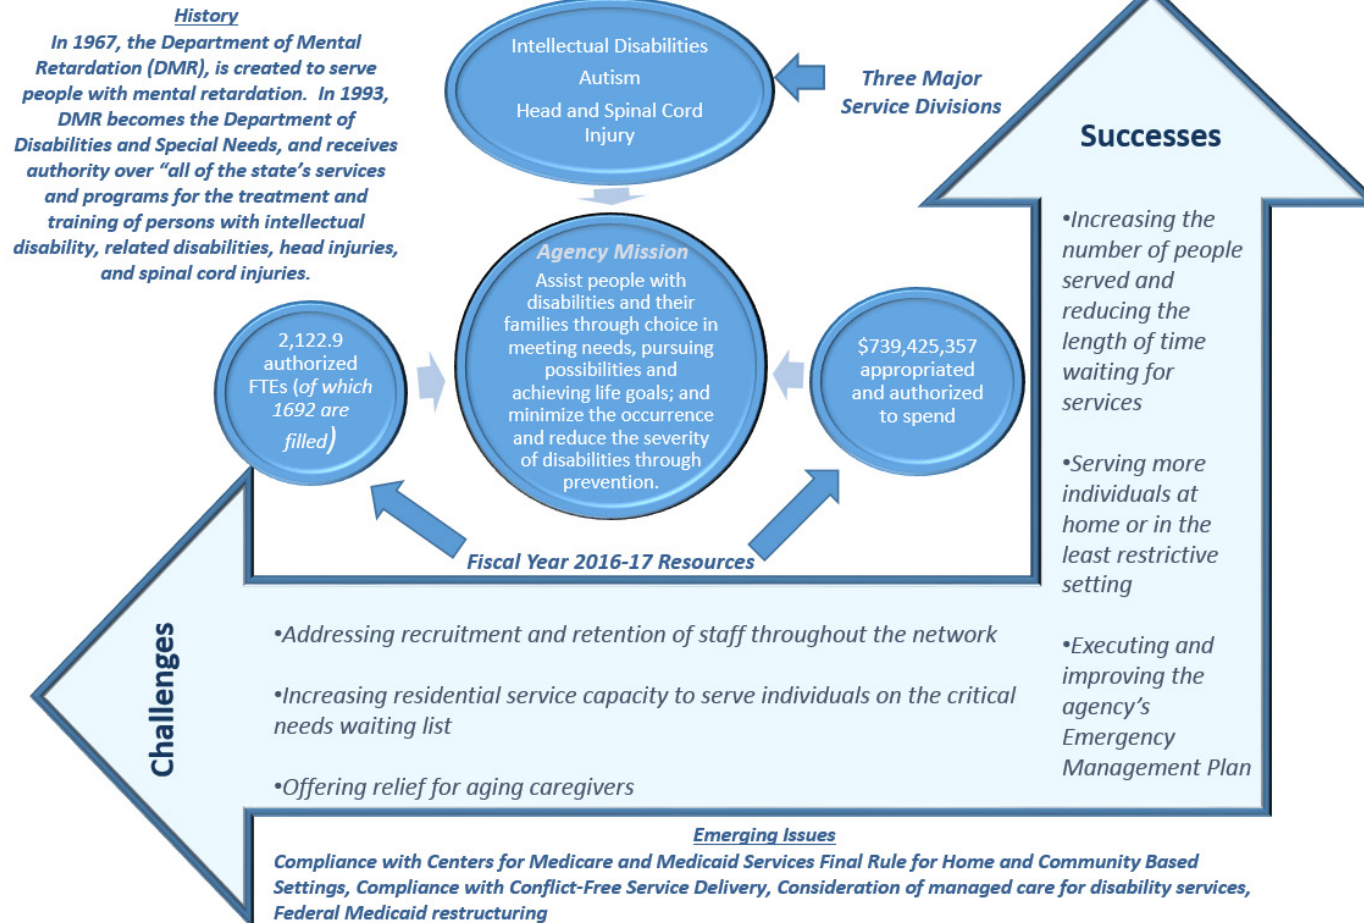 History
In 1967, the Department of Mental
Retardation (DMR), is created to serve
people with mental retardation.  In 1993,
DMR becomes the Department of
Disabilities and Special Needs, and receives
authority over “all of the state’s services
and programs for the treatment and
training of persons with intellectual
disability, related disabilities, head injuries,
and spinal cord injuries.
Intellectual Disabilities
Autism
Head and Spinal Cord
Injury
Three Major
Service Divisions
Agency Mission
Assist people with
disabilities and their
families through choice in
meeting needs, pursuing
possibilities and
achieving life goals; and
minimize the occurrence
and reduce the severity
of disabilities through
prevention.
2,122.9
authorized
FTEs (of which
1692 are
filled)
$739,425,357
appropriated
and authorized
to spend
Fiscal Year 2016-17 Resources
Successes
•Increasing the
number of people
served and
reducing the
length of time
waiting for
services
•Serving more
individuals at
home or in the
least restrictive
setting
•Executing and
improving the
agency’s
Emergency
Management Plan
Challenges
•Addressing recruitment and retention of staff throughout the network
•Increasing residential service capacity to serve individuals on the critical
needs waiting list
•Offering relief for aging caregivers
Emerging Issues
Compliance with Centers for Medicare and Medicaid Services Final Rule for Home and Community Based
Settings, Compliance with Conflict-Free Service Delivery, Consideration of managed care for disability services,
Federal Medicaid restructuring